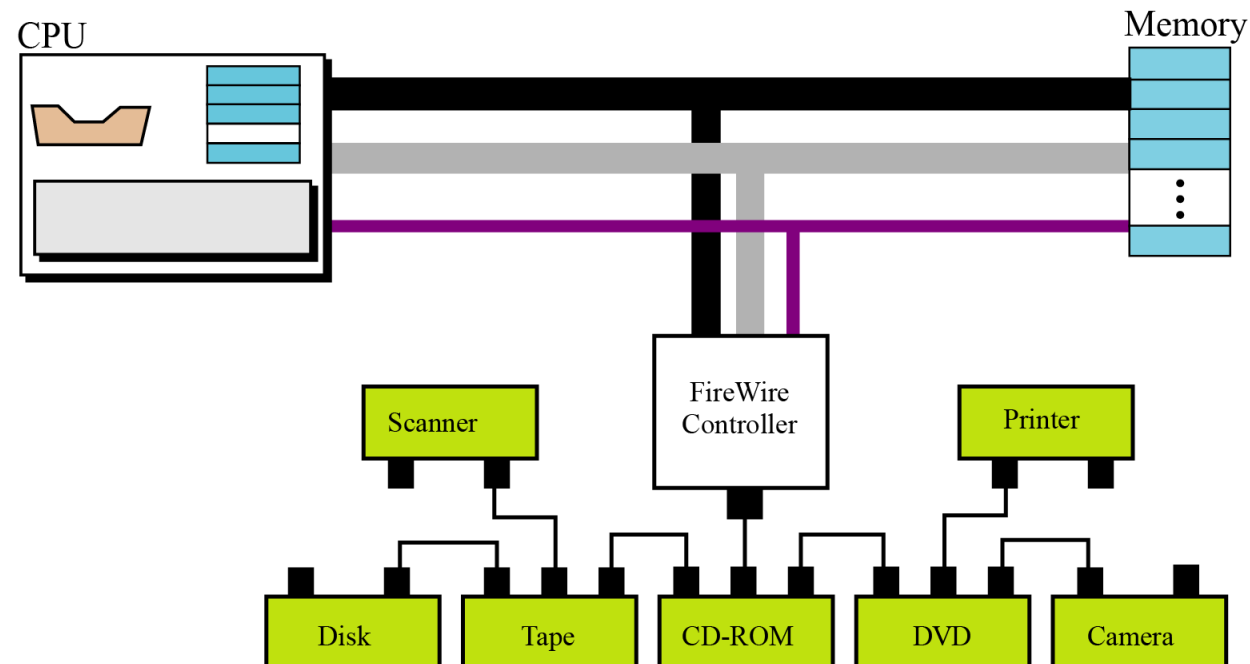 CPU
Memory
FireWire
Controller
Scanner
Printer
Disk
Tape
CD-ROM
DVD
Camera